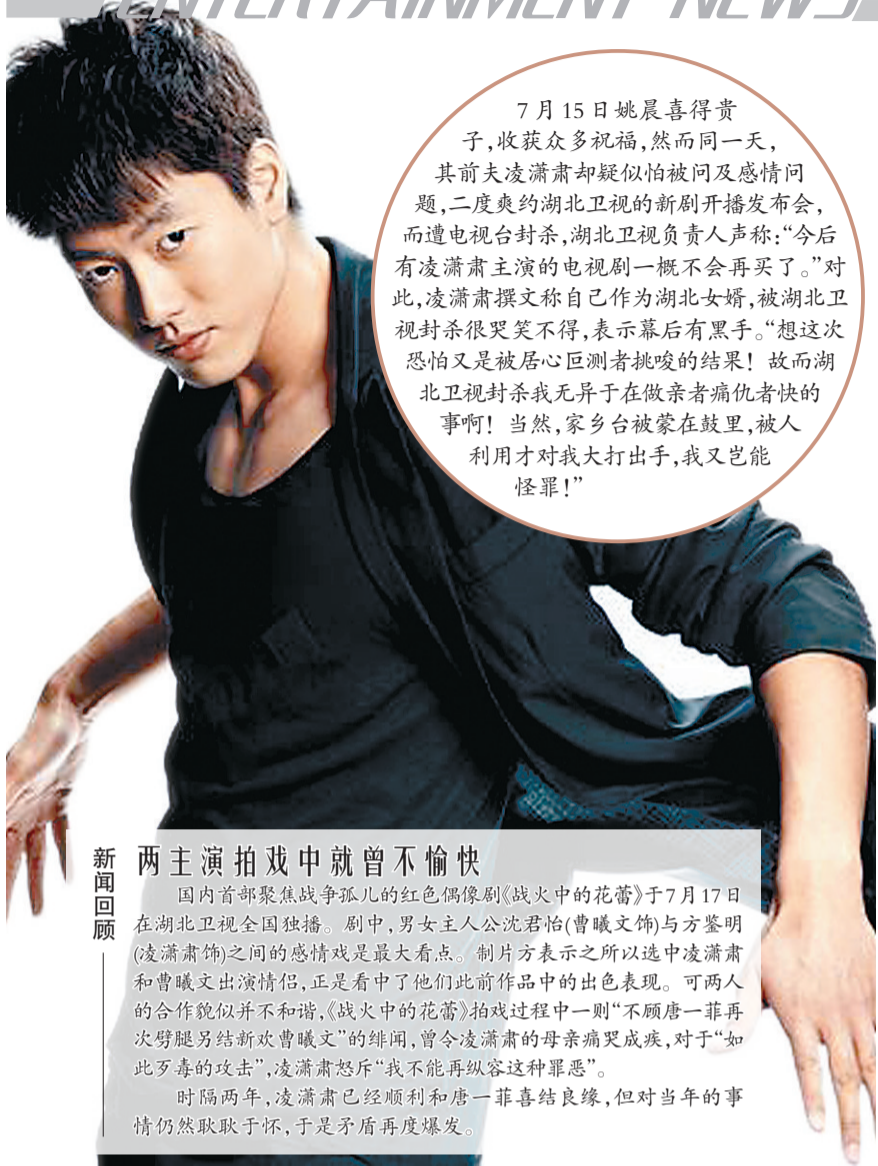 ENTERTAINMENT NEWS
7月15日姚晨喜得贵
子,收获众多祝福,然而同一天,
其前夫凌潇肃却疑似怕被问及感情问
题,二度爽约湖北卫视的新剧开播发布会,
而遭电视台封杀,湖北卫视负责人声称:“今后
有凌潇肃主演的电视剧一概不会再买了。”对
此,凌潇肃撰文称自己作为湖北女婿,被湖北卫
视封杀很哭笑不得,表示幕后有黑手。“想这次
恐怕又是被居心叵测者挑唆的结果！故而湖
北卫视封杀我无异于在做亲者痛仇者快的
事啊！当然,家乡台被蒙在鼓里,被人
利用才对我大打出手,我又岂能
怪罪！”
新闻回顾
两主演拍戏中就曾不愉快
国内首部聚焦战争孤儿的红色偶像剧《战火中的花蕾》于7月17日
在湖北卫视全国独播。剧中,男女主人公沈君怡(曹曦文饰)与方鉴明
(凌潇肃饰)之间的感情戏是最大看点。制片方表示之所以选中凌潇肃
和曹曦文出演情侣,正是看中了他们此前作品中的出色表现。可两人
的合作貌似并不和谐,《战火中的花蕾》拍戏过程中一则“不顾唐一菲再
次劈腿另结新欢曹曦文”的绯闻,曾令凌潇肃的母亲痛哭成疾,对于“如
此歹毒的攻击”,凌潇肃怒斥“我不能再纵容这种罪恶”。
时隔两年,凌潇肃已经顺利和唐一菲喜结良缘,但对当年的事
情仍然耿耿于怀,于是矛盾再度爆发。